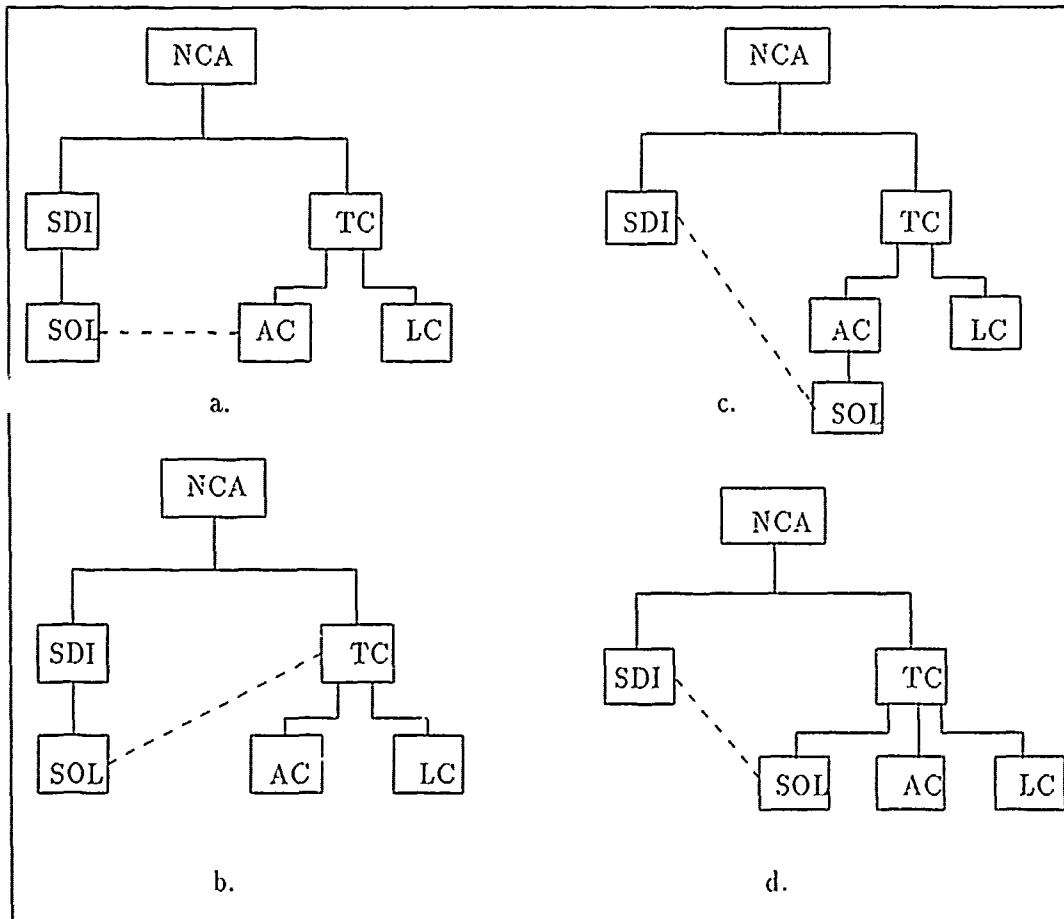 NCA
SDI
TC
SOL
AC
LC
a.
NCA
SDI
TC
AC
LC
SOL
c.
NCA
SDI
TC
SOL
AC
LC
b.
NCA
SDI
TC
SOL
AC
LC
d.